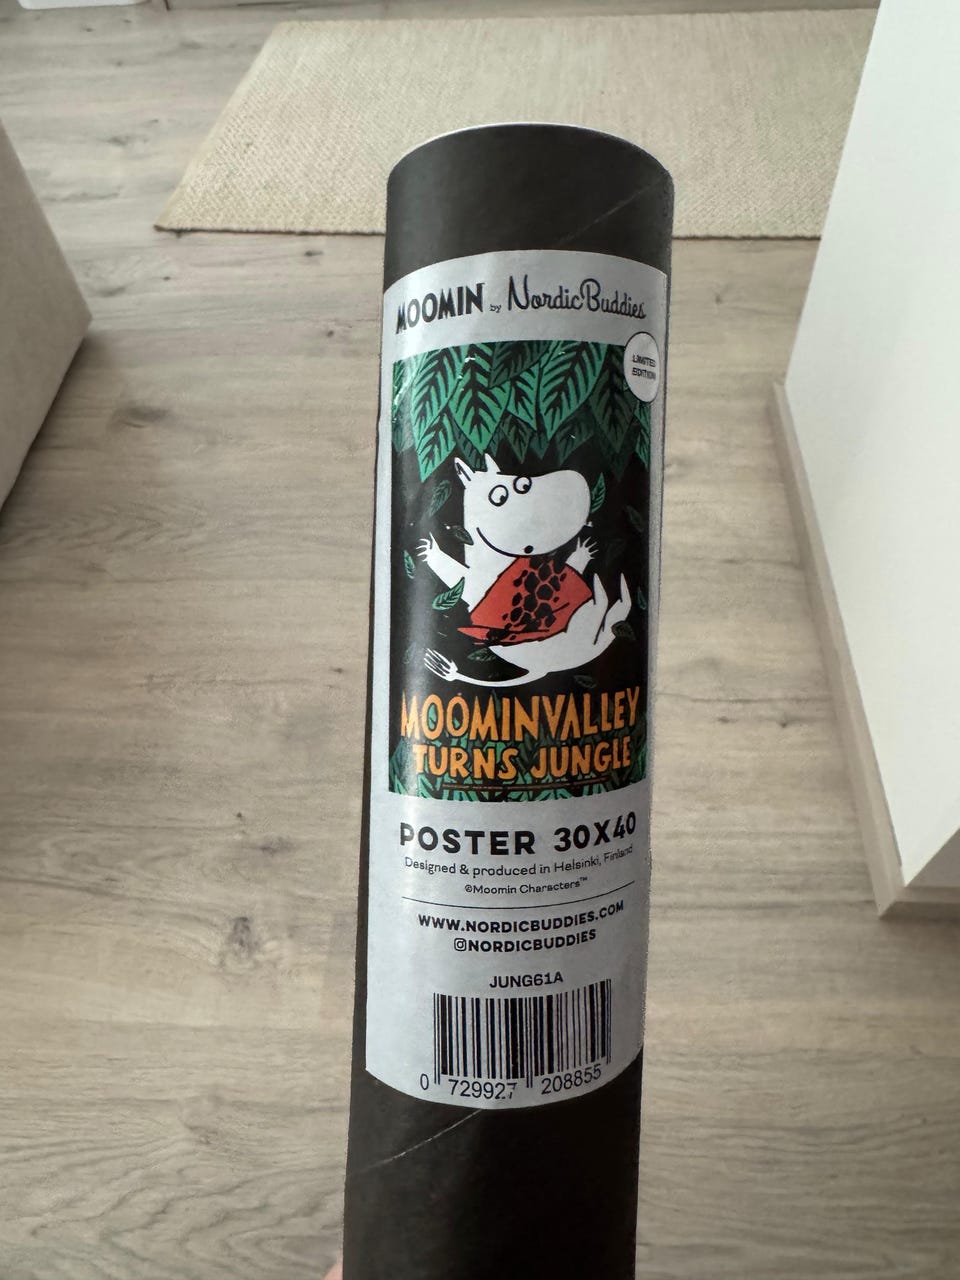 MOOMIN by NordicBuddies
LIMITED
EDITION
MOOMINVALLEY
TURNS JUNGLE
POSTER 30X40
Designed & produced in Helsinki, Finland
©Moomin Characters™
WWW.NORDICBUDDIES.COM
NORDICBUDDIES
JUNG61A
0 729927 208855